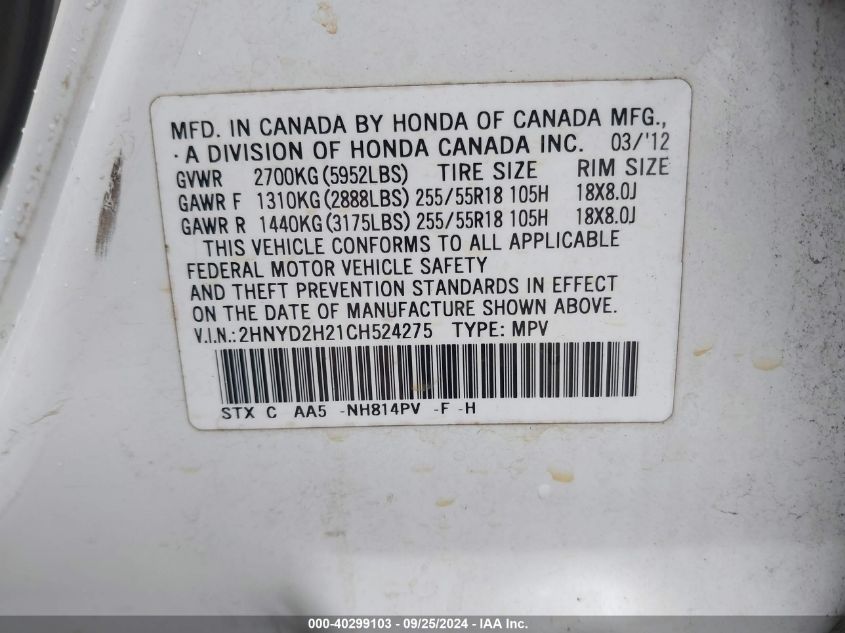 MFD. IN CANADA BY HONDA OF CANADA MFG.,
· A DIVISION OF HONDA CANADA INC. 03/'12
GVWR 2700KG (5952LBS) TIRE SIZE RIM SIZE
GAWR F 1310KG (2888LBS) 255/55R18 105H 18X8.0J
GAWR R 1440KG (3175LBS) 255/55R18 105H 18X8.0J
THIS VEHICLE CONFORMS TO ALL APPLICABLE
FEDERAL MOTOR VEHICLE SAFETY
AND THEFT PREVENTION STANDARDS IN EFFECT
ON THE DATE OF MANUFACTURE SHOWN ABOVE.
V.I.N.: 2HNYD2H21CH524275 TYPE: MPV
STX C AA5 -NH814PV -F -H
000-40299103 - 09/25/2024 - IAA Inc.